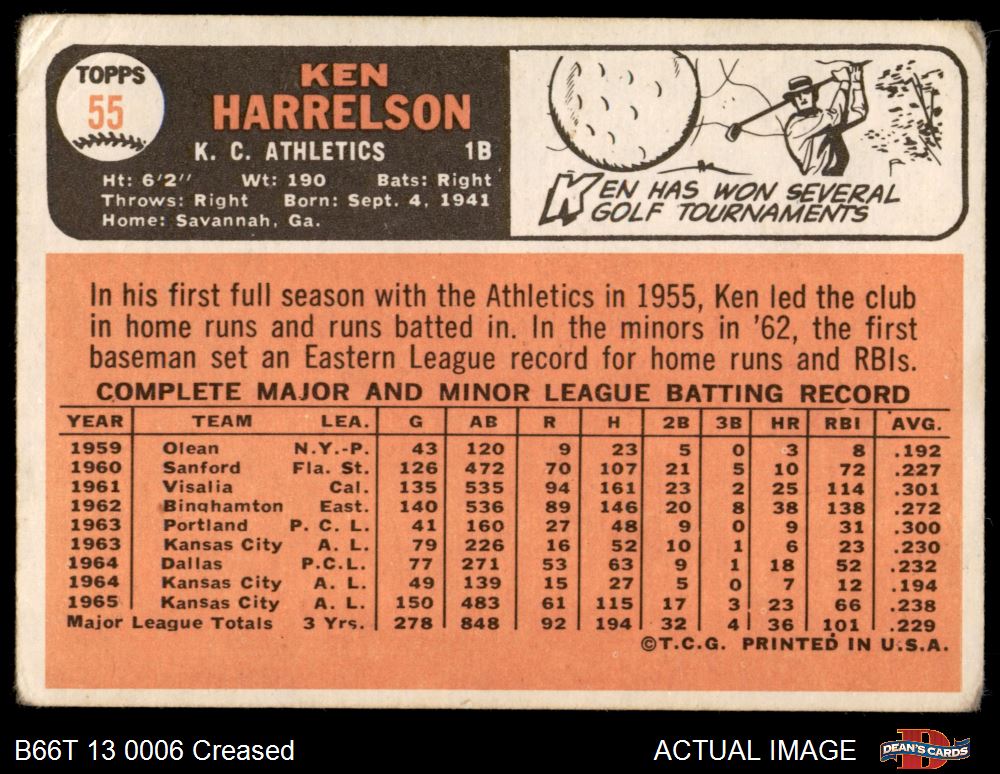 TOPPS
55
KEN
HARRELSON
K. C. ATHLETICS 1B
Ht: 6'2" Wt: 190 Bats: Right
Throws: Right Born: Sept. 4, 1941
Home: Savannah, Ga.
KEN HAS WON SEVERAL
GOLF TOURNAMENTS
In his first full season with the Athletics in 1955, Ken led the club
in home runs and runs batted in. In the minors in '62, the first
baseman set an Eastern League record for home runs and RBIs.
COMPLETE MAJOR AND MINOR LEAGUE BATTING RECORD
YEAR TEAM LEA. G AB R H 2B 3B HR RBI AVG.
1959 Olean N.Y.-P. 43 120 9 23 5 0 3 8 .192
1960 Sanford Fla. St. 126 472 70 107 21 5 10 72 .227
1961 Visalia Cal. 135 535 94 161 23 2 25 114 .301
1962 Binghamton East. 140 536 89 146 20 8 38 138 .272
1963 Portland P. C. L. 41 160 27 48 9 0 9 31 .300
1963 Kansas City A. L. 79 226 16 52 10 1 6 23 .230
1964 Dallas P.C.L. 77 271 53 63 9 1 18 52 .232
1964 Kansas City A. L. 49 139 15 27 5 0 7 12 .194
1965 Kansas City A. L. 150 483 61 115 17 3 23 66 .238
Major League Totals 3 Yrs. 278 848 92 194 32 4 36 101 .229
©T.C.G. PRINTED IN U.S.A.
B66T 13 0006 Creased
ACTUAL IMAGE
DEAN'S CARDS